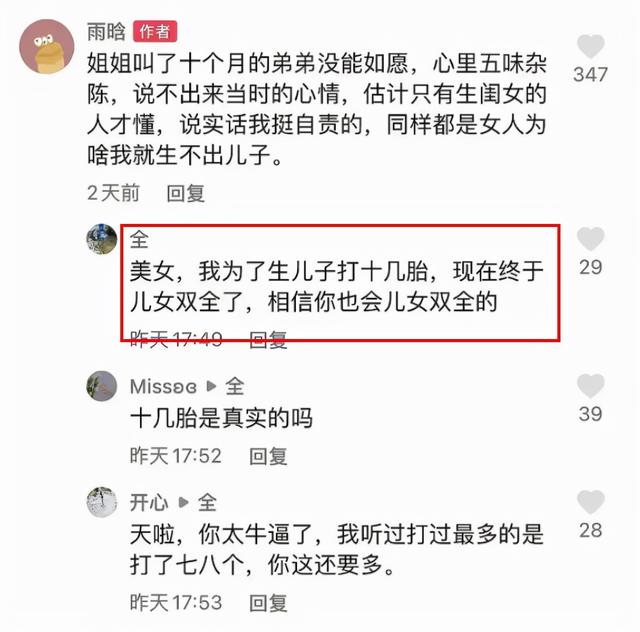 雨晗 作者
姐姐叫了十个月的弟弟没能如愿，心里五味杂
陈，说不出来当时的心情，估计只有生闺女的
人才懂，说实话我挺自责的，同样都是女人为
啥我就生不出儿子。
347
2天前 回复
全
美女，我为了生儿子打十几胎，现在终于
儿女双全了，相信你也会儿女双全的
29
昨天17:49 回复
Missʚɞ ▶ 全
十几胎是真实的吗
39
昨天17:52 回复
开心 ▶ 全
天啦，你太牛逼了，我听过打过最多的是
打了七八个，你这还要多。
28
昨天17:53 回复